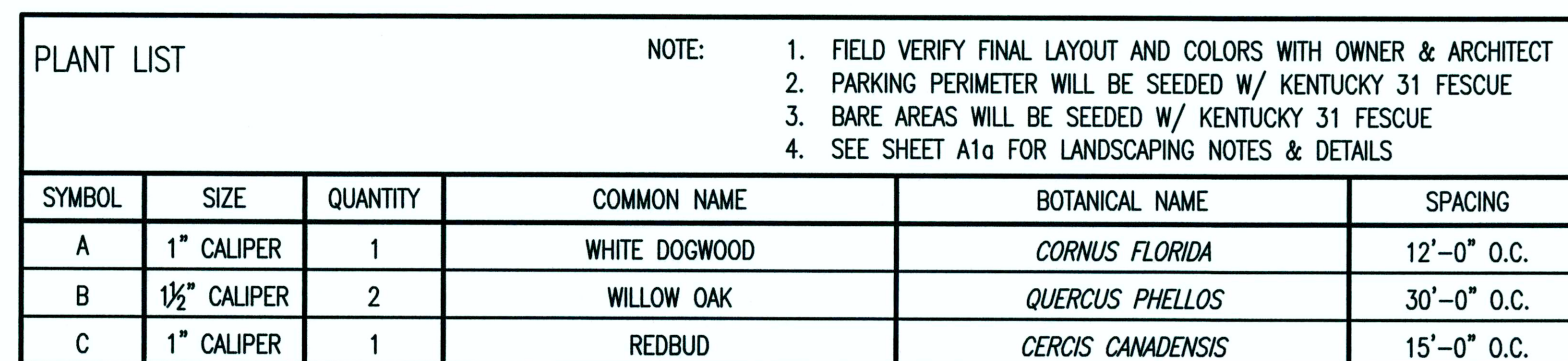 PLANT LIST
NOTE:
1. FIELD VERIFY FINAL LAYOUT AND COLORS WITH OWNER & ARCHITECT
2. PARKING PERIMETER WILL BE SEEDED W/ KENTUCKY 31 FESCUE
3. BARE AREAS WILL BE SEEDED W/ KENTUCKY 31 FESCUE
4. SEE SHEET A1a FOR LANDSCAPING NOTES & DETAILS
SYMBOL SIZE QUANTITY COMMON NAME BOTANICAL NAME SPACING
A 1" CALIPER 1 WHITE DOGWOOD CORNUS FLORIDA 12'–0" O.C.
B 1½" CALIPER 2 WILLOW OAK QUERCUS PHELLOS 30'–0" O.C.
C 1" CALIPER 1 REDBUD CERCIS CANADENSIS 15'–0" O.C.